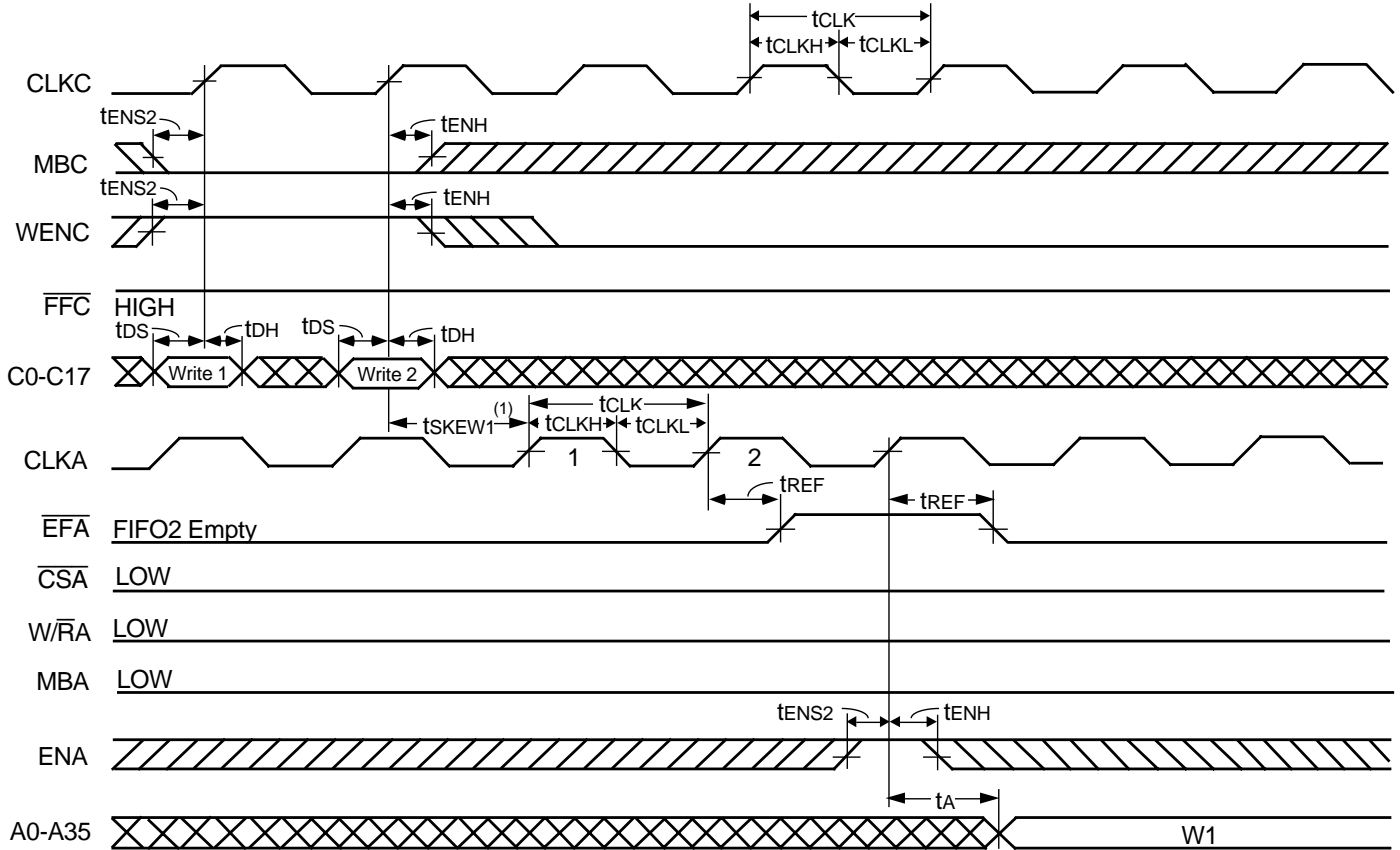 tCLK
tCLKH tCLKL
CLKC
tENS2 tENH
MBC
tENS2 tENH
WENC
FFC HIGH
tDS tDH tDS tDH
C0-C17 Write 1 Write 2
tSKEW1(1) tCLK
tCLKH tCLKL
CLKA 1 2
tREF tREF
EFA FIFO2 Empty
CSA LOW
W/RA LOW
MBA LOW
tENS2 tENH
ENA
tA
A0-A35 W1